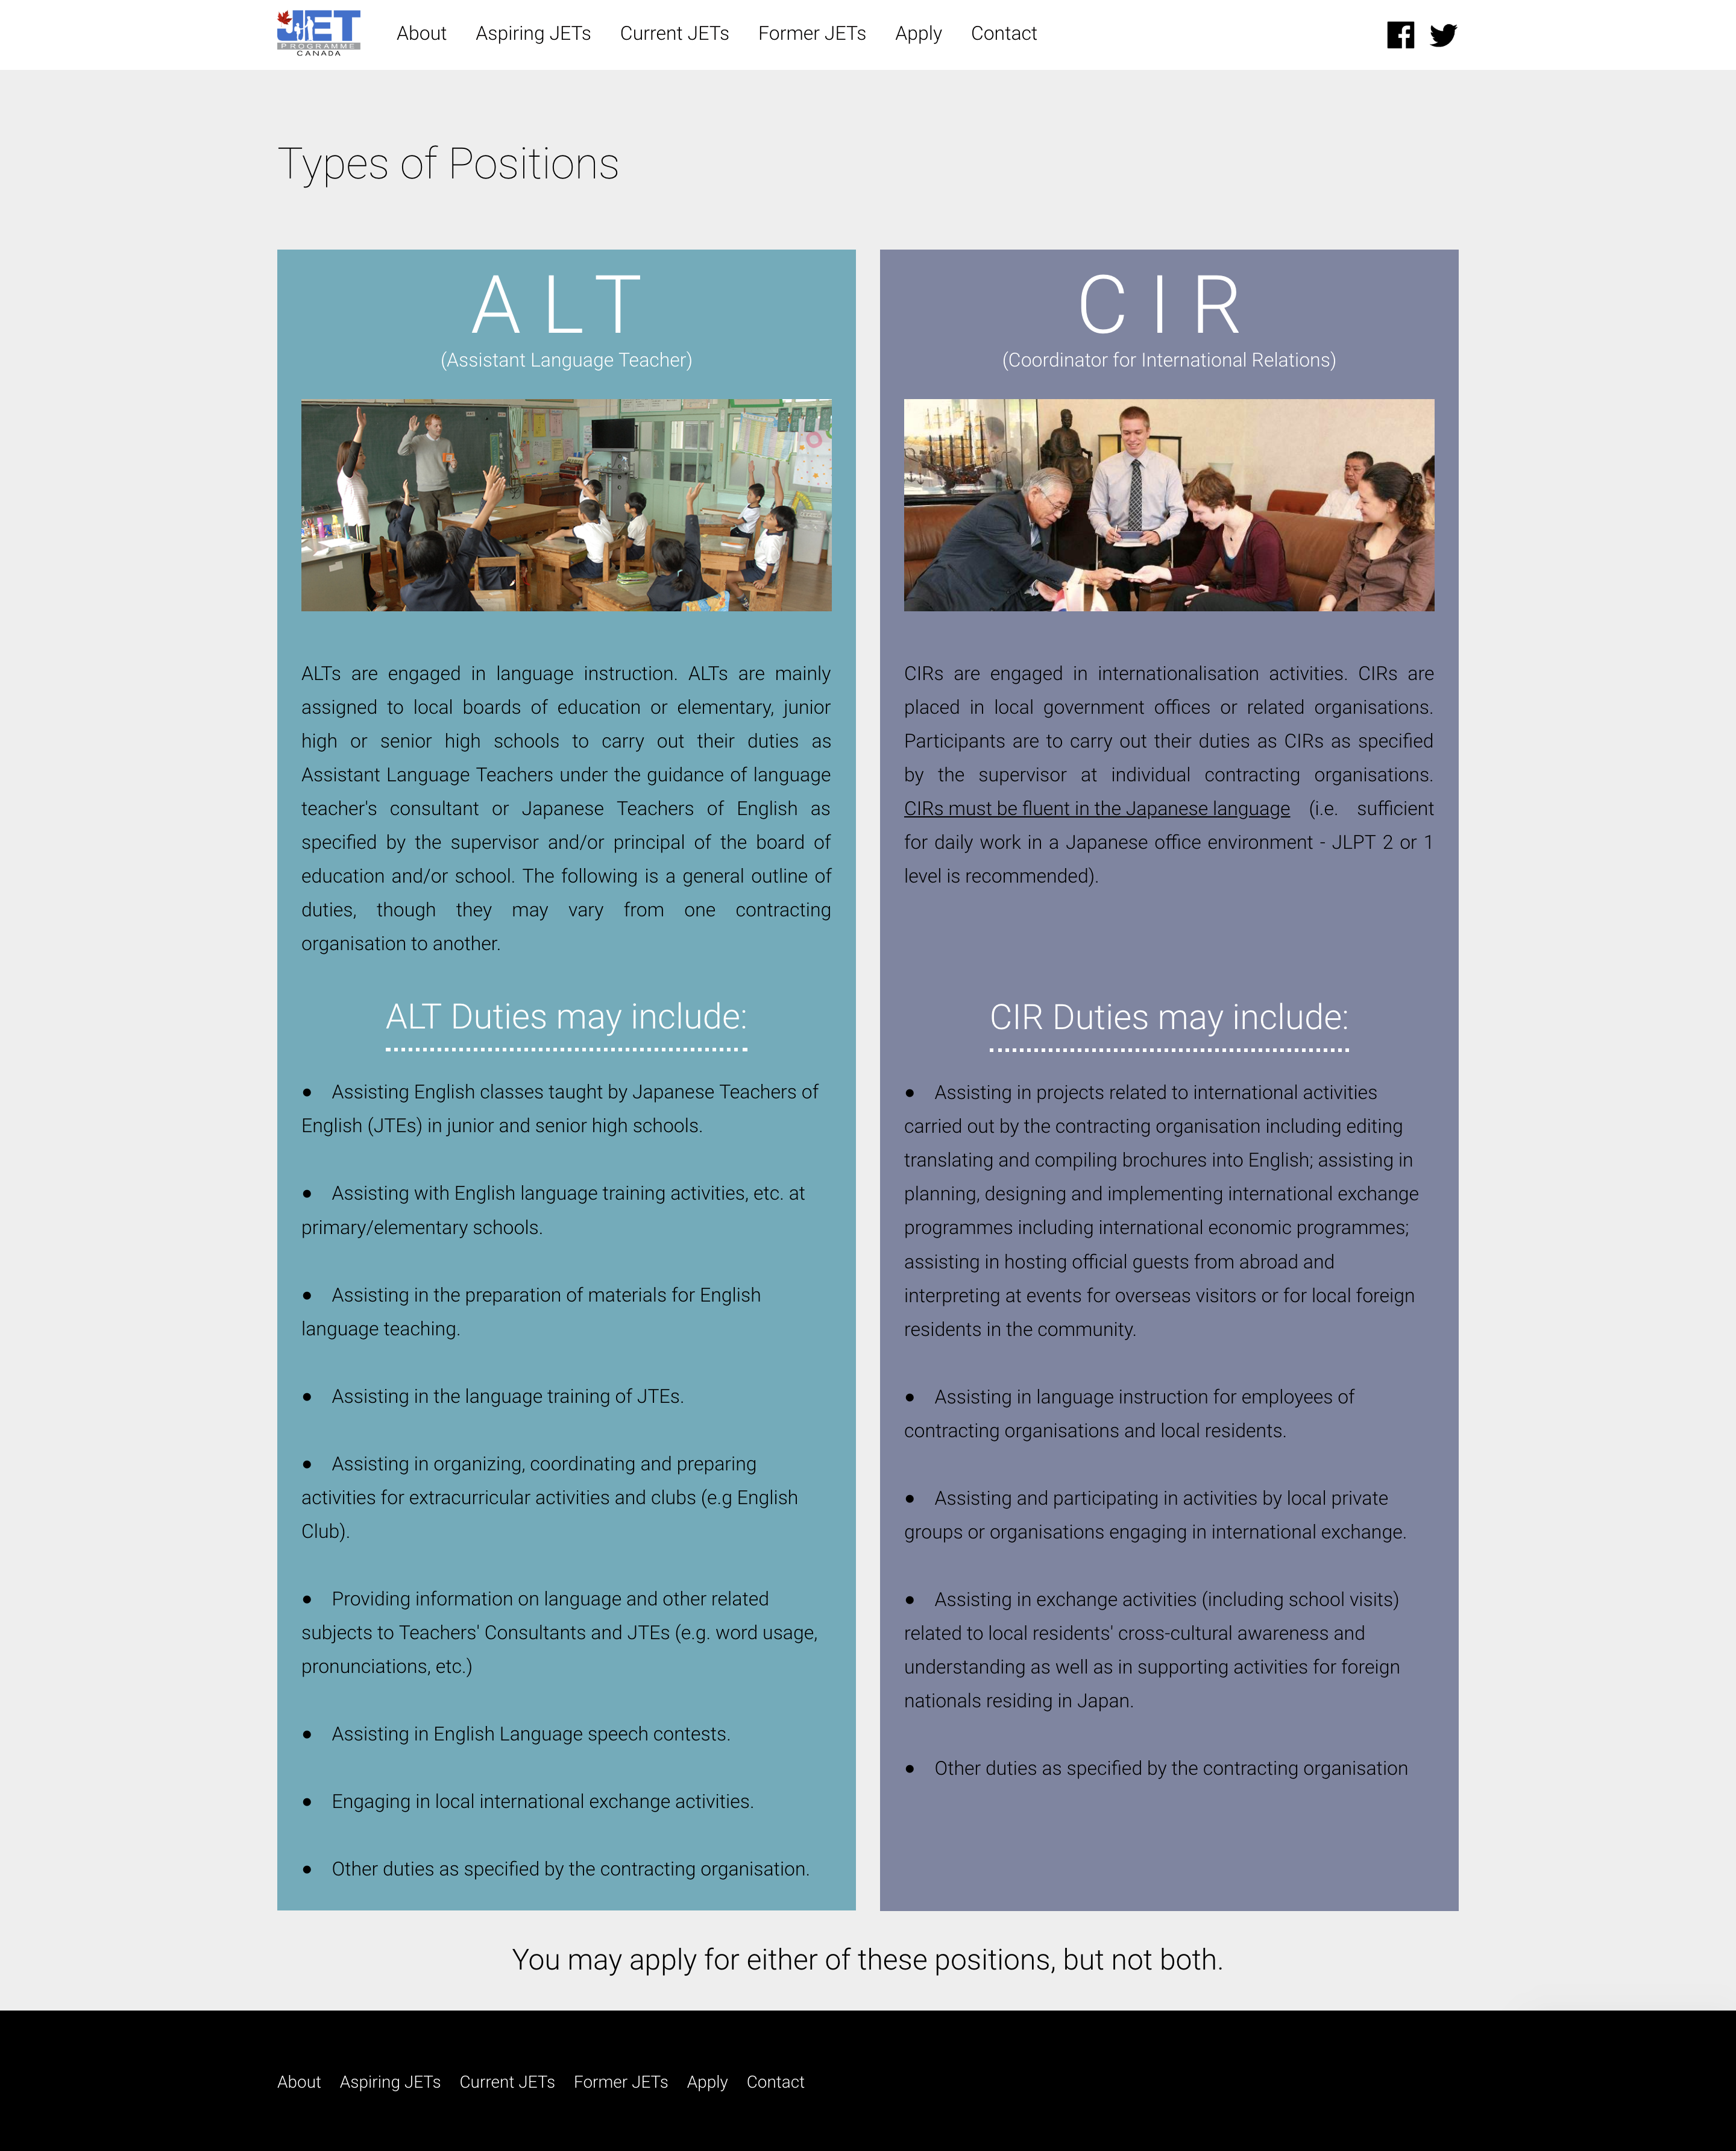 JET
PROGRAMME
CANADA
About Aspiring JETs Current JETs Former JETs Apply Contact
Types of Positions
ALT
(Assistant Language Teacher)
ALTs are engaged in language instruction. ALTs are mainly
assigned to local boards of education or elementary, junior
high or senior high schools to carry out their duties as
Assistant Language Teachers under the guidance of language
teacher's consultant or Japanese Teachers of English as
specified by the supervisor and/or principal of the board of
education and/or school. The following is a general outline of
duties, though they may vary from one contracting
organisation to another.
ALT Duties may include:
● Assisting English classes taught by Japanese Teachers of
English (JTEs) in junior and senior high schools.
● Assisting with English language training activities, etc. at
primary/elementary schools.
● Assisting in the preparation of materials for English
language teaching.
● Assisting in the language training of JTEs.
● Assisting in organizing, coordinating and preparing
activities for extracurricular activities and clubs (e.g English
Club).
● Providing information on language and other related
subjects to Teachers' Consultants and JTEs (e.g. word usage,
pronunciations, etc.)
● Assisting in English Language speech contests.
● Engaging in local international exchange activities.
● Other duties as specified by the contracting organisation.
CIR
(Coordinator for International Relations)
CIRs are engaged in internationalisation activities. CIRs are
placed in local government offices or related organisations.
Participants are to carry out their duties as CIRs as specified
by the supervisor at individual contracting organisations.
CIRs must be fluent in the Japanese language (i.e. sufficient
for daily work in a Japanese office environment - JLPT 2 or 1
level is recommended).
CIR Duties may include:
● Assisting in projects related to international activities
carried out by the contracting organisation including editing
translating and compiling brochures into English; assisting in
planning, designing and implementing international exchange
programmes including international economic programmes;
assisting in hosting official guests from abroad and
interpreting at events for overseas visitors or for local foreign
residents in the community.
● Assisting in language instruction for employees of
contracting organisations and local residents.
● Assisting and participating in activities by local private
groups or organisations engaging in international exchange.
● Assisting in exchange activities (including school visits)
related to local residents' cross-cultural awareness and
understanding as well as in supporting activities for foreign
nationals residing in Japan.
● Other duties as specified by the contracting organisation
You may apply for either of these positions, but not both.
About Aspiring JETs Current JETs Former JETs Apply Contact